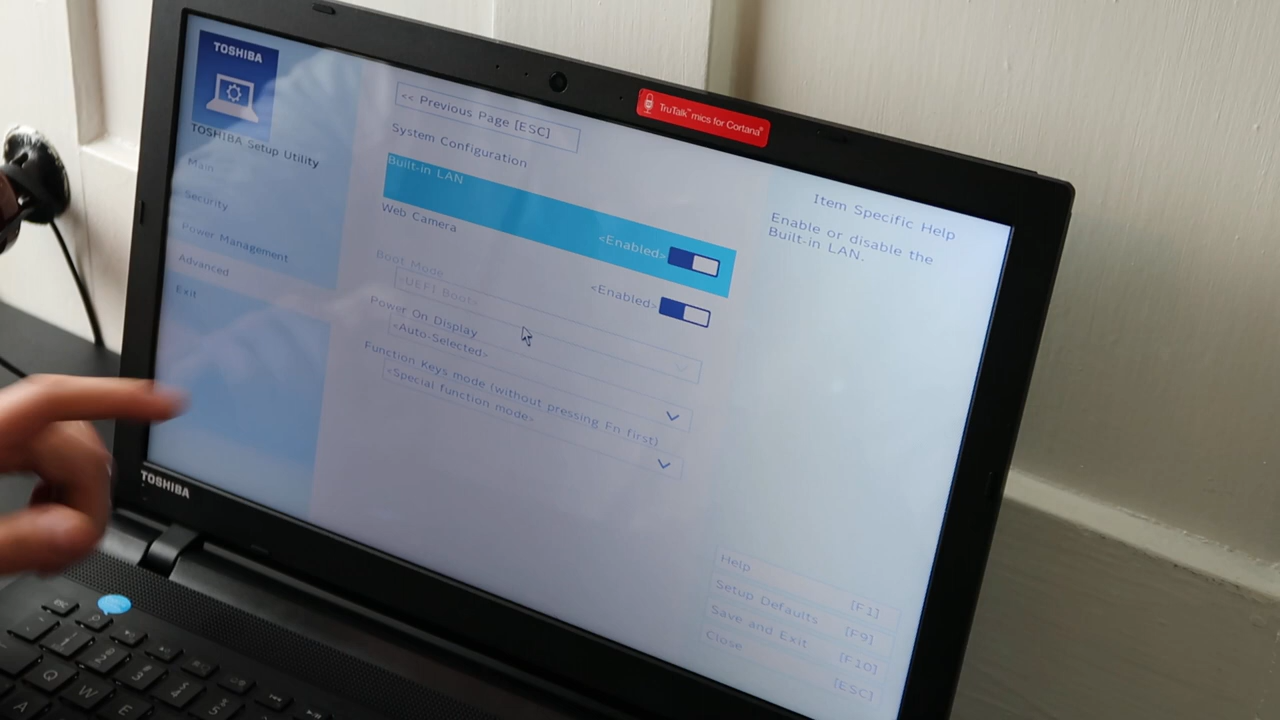 TOSHIBA
TOSHIBA Setup Utility
Main
Security
Power Management
Advanced
Exit
<< Previous Page [ESC]
System Configuration
Built-in LAN
<Enabled>
Web Camera
<Enabled>
Boot Mode
<UEFI Boot>
Power On Display
<Auto-Selected>
Function Keys mode (without pressing Fn first)
<Special function mode>
Item Specific Help
Enable or disable the
Built-in LAN.
Help [F1]
Setup Defaults [F9]
Save and Exit [F10]
Close [ESC]
TruTalk™ mics for Cortana®
TOSHIBA
Q
W
E
A